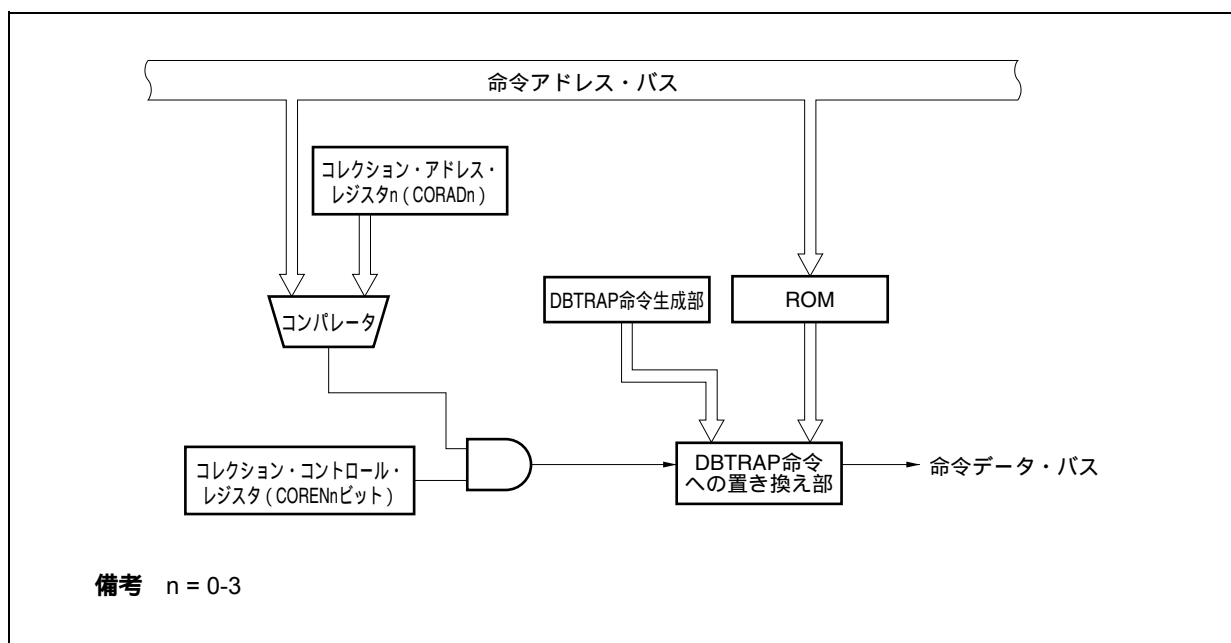 命令アドレス・バス
コレクション・アドレス・
レジスタn（CORADn）
コンパレータ
DBTRAP命令生成部
ROM
コレクション・コントロール・
レジスタ（CORENnビット）
DBTRAP命令
への置き換え部
命令データ・バス
備考 n = 0-3